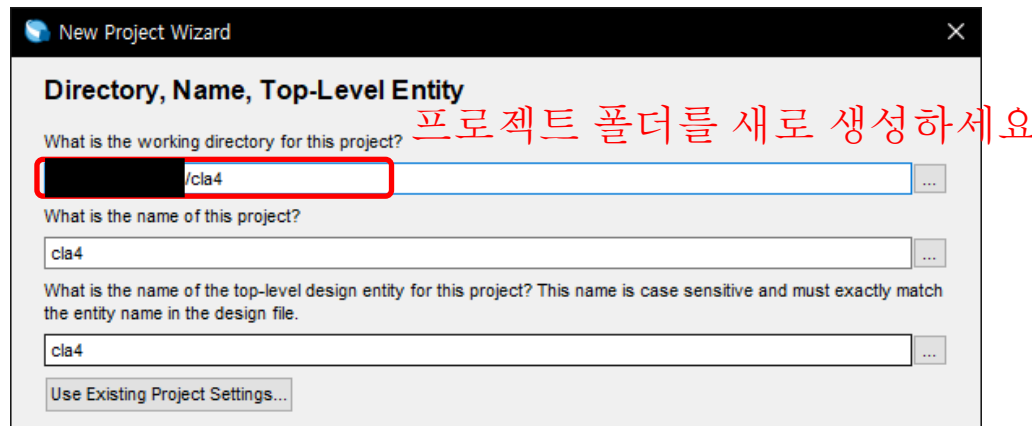 New Project Wizard
Directory, Name, Top-Level Entity
프로젝트 폴더를 새로 생성하세요
What is the working directory for this project?
/cla4
...
What is the name of this project?
cla4
...
What is the name of the top-level design entity for this project? This name is case sensitive and must exactly match
the entity name in the design file.
cla4
...
Use Existing Project Settings...